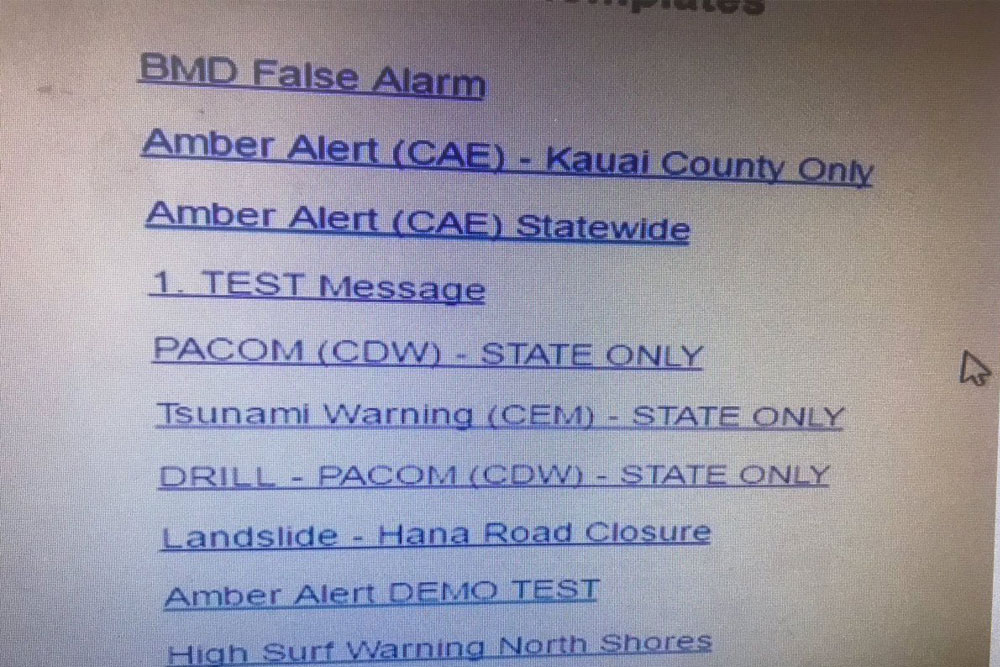 Templates
BMD False Alarm
Amber Alert (CAE) - Kauai County Only
Amber Alert (CAE) Statewide
1. TEST Message
PACOM (CDW) - STATE ONLY
Tsunami Warning (CEM) - STATE ONLY
DRILL - PACOM (CDW) - STATE ONLY
Landslide - Hana Road Closure
Amber Alert DEMO TEST
High Surf Warning North Shores